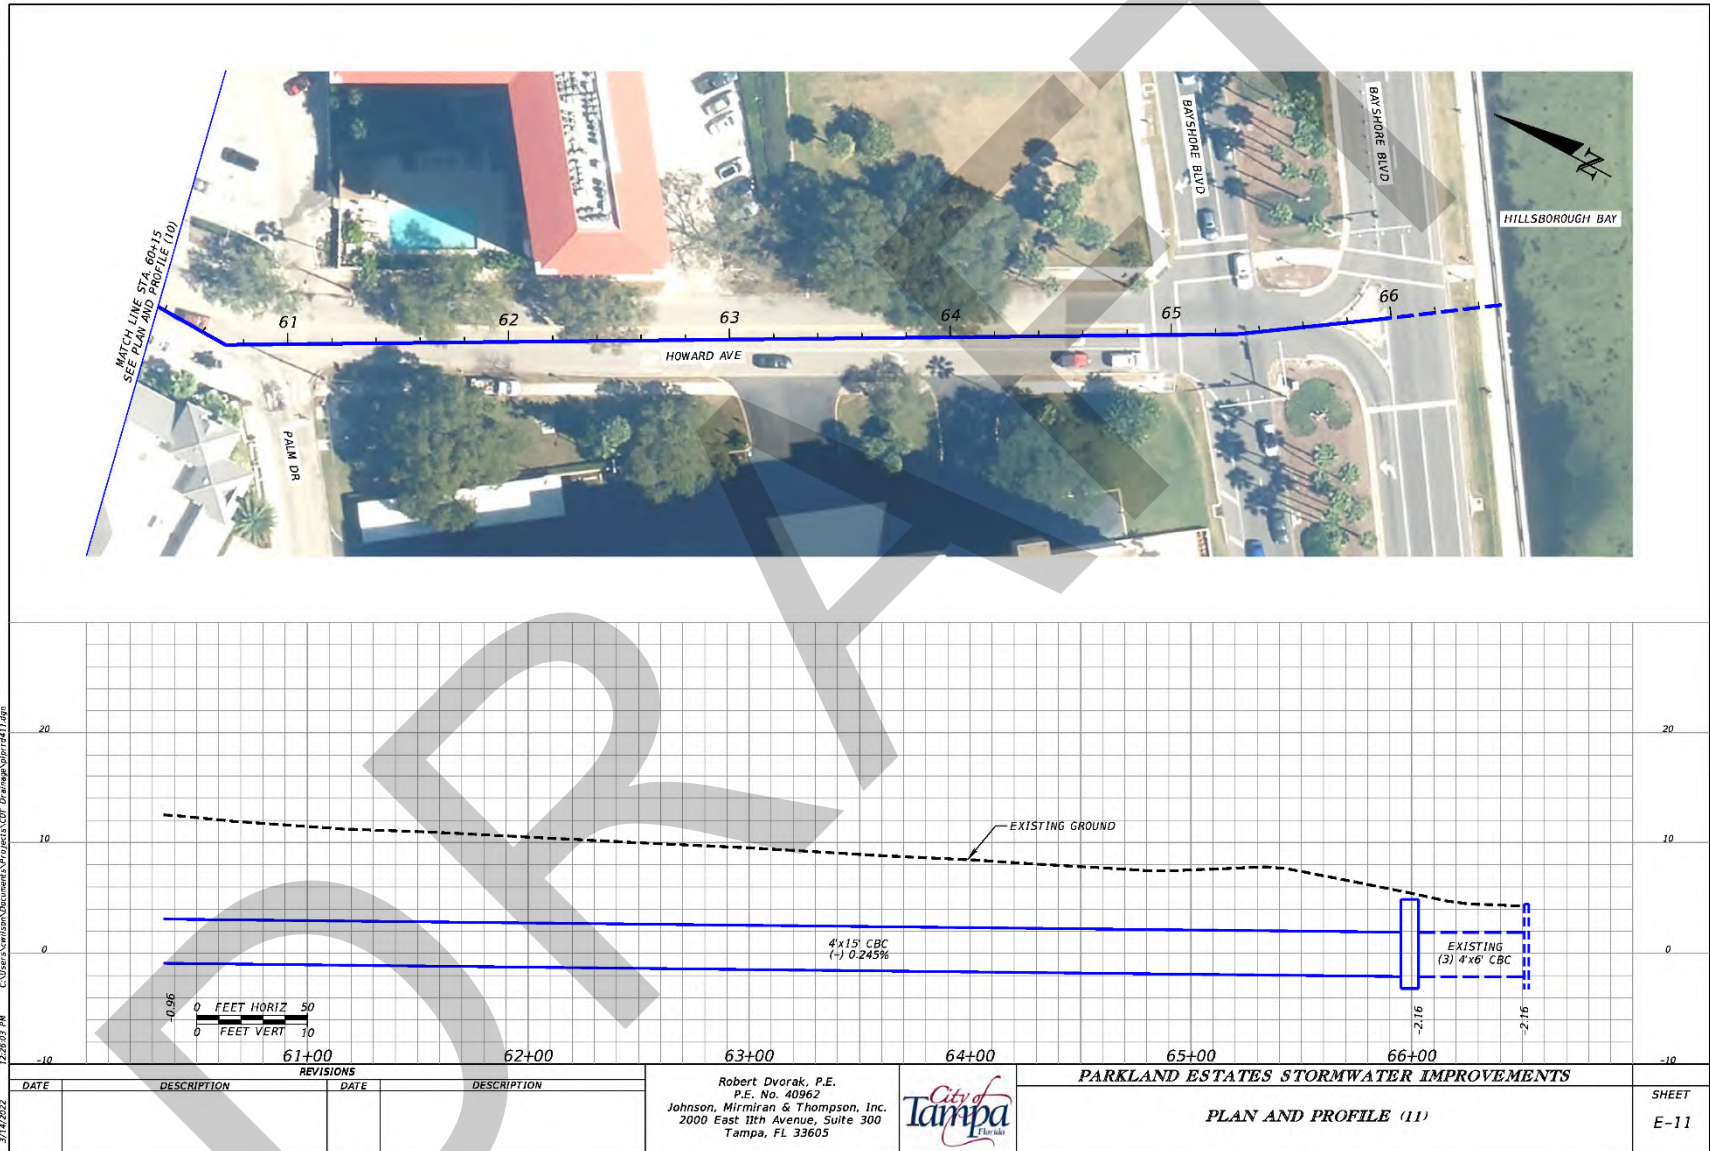 BAYSHORE BLVD
BAYSHORE BLVD
N
HILLSBOROUGH BAY
MATCH LINE STA. 60+15
SEE PLAN AND PROFILE (10)
61
62
63
64
65
66
HOWARD AVE
PALM DR
DRAFT
20
20
10
10
EXISTING GROUND
0
0
4'x15' CBC
(-) 0.245%
EXISTING
(3) 4'x6' CBC
-0.96
-2.16
-2.16
0 FEET HORIZ 50
0 FEET VERT 10
-10
-10
61+00
62+00
63+00
64+00
65+00
66+00
REVISIONS
DATE
DESCRIPTION
DATE
DESCRIPTION
Robert Dvorak, P.E.
P.E. No. 40962
Johnson, Mirmiran & Thompson, Inc.
2000 East 11th Avenue, Suite 300
Tampa, FL 33605
City of
Tampa
Florida
PARKLAND ESTATES STORMWATER IMPROVEMENTS
PLAN AND PROFILE (11)
SHEET
E-11
3/14/2022
12:26:03 PM